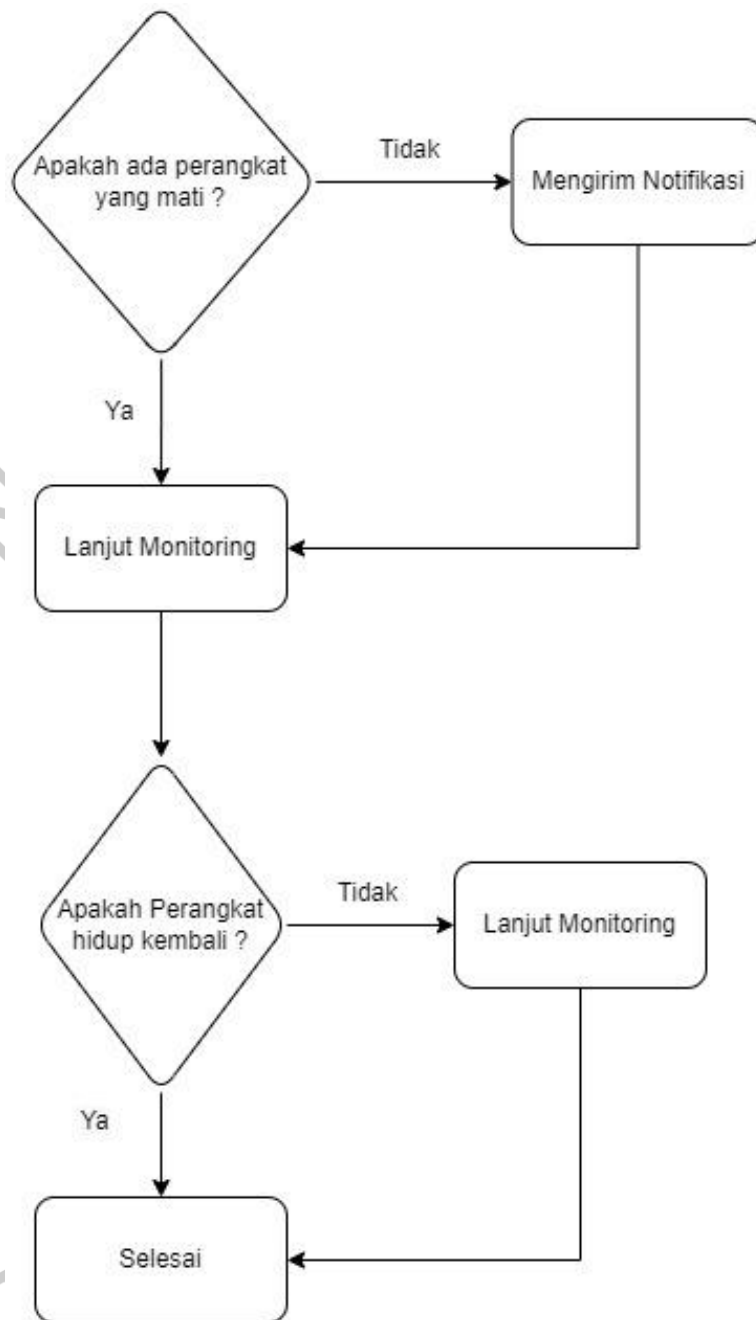 Apakah ada perangkat
yang mati ?
Tidak
Mengirim Notifikasi
Ya
Lanjut Monitoring
Apakah Perangkat
hidup kembali ?
Tidak
Lanjut Monitoring
Ya
Selesai